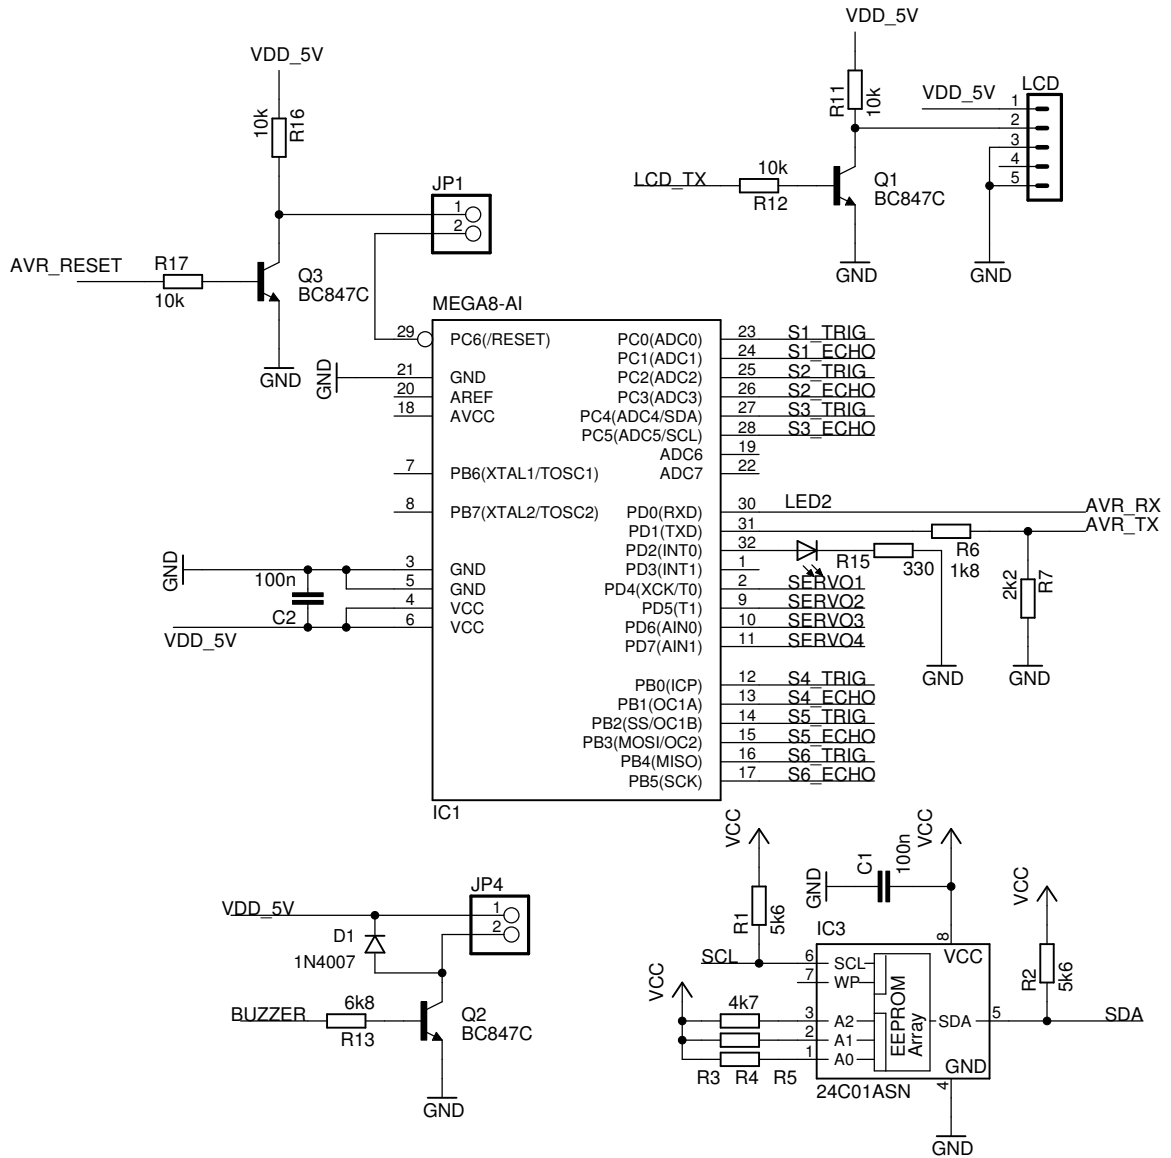 VDD_5V
R16
10k
JP1
1
2
AVR_RESET
R17
10k
Q3
BC847C
GND
VDD_5V
R11
10k
VDD_5V
LCD
1
2
3
4
5
LCD_TX
10k
R12
Q1
BC847C
GND
GND
MEGA8-AI
29 PC6(/RESET)
GND
21 GND
20 AREF
18 AVCC
7 PB6(XTAL1/TOSC1)
8 PB7(XTAL2/TOSC2)
GND
100n
C2
VDD_5V
3 GND
5 GND
4 VCC
6 VCC
PC0(ADC0) 23 S1_TRIG
PC1(ADC1) 24 S1_ECHO
PC2(ADC2) 25 S2_TRIG
PC3(ADC3) 26 S2_ECHO
PC4(ADC4/SDA) 27 S3_TRIG
PC5(ADC5/SCL) 28 S3_ECHO
ADC6 19
ADC7 22
PD0(RXD) 30 LED2 AVR_RX
PD1(TXD) 31 AVR_TX
PD2(INT0) 32
PD3(INT1) 1
PD4(XCK/T0) 2 SERVO1
PD5(T1) 9 SERVO2
PD6(AIN0) 10 SERVO3
PD7(AIN1) 11 SERVO4
R15
330
R6
1k8
2k2
R7
GND
GND
PB0(ICP) 12 S4_TRIG
PB1(OC1A) 13 S4_ECHO
PB2(SS/OC1B) 14 S5_TRIG
PB3(MOSI/OC2) 15 S5_ECHO
PB4(MISO) 16 S6_TRIG
PB5(SCK) 17 S6_ECHO
IC1
JP4
VDD_5V
1
2
D1
1N4007
BUZZER
6k8
R13
Q2
BC847C
GND
VCC
R1
5k6
SCL
VCC
4k7
R3 R4 R5
GND
C1
100n
VCC
IC3
8 VCC
6 SCL
7 WP
3 A2
2 A1
1 A0
EEPROM
Array
SDA 5
GND
4
24C01ASN
GND
VCC
R2
5k6
SDA